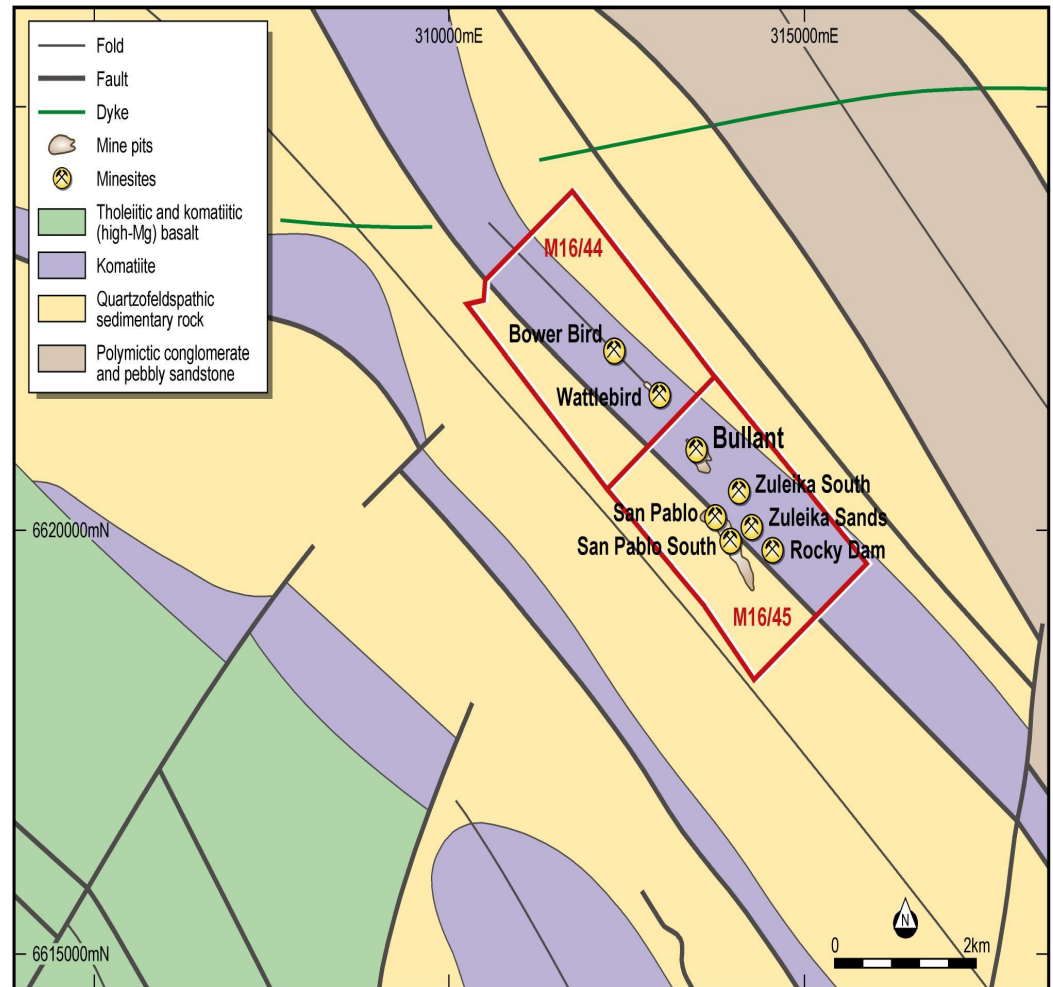 Fold
Fault
Dyke
Mine pits
Minesites
Tholeiitic and komatiitic
(high-Mg) basalt
Komatiite
Quartzofeldspathic
sedimentary rock
Polymictic conglomerate
and pebbly sandstone
310000mE
315000mE
M16/44
Bower Bird
Wattlebird
Bullant
Zuleika South
San Pablo
Zuleika Sands
San Pablo South
Rocky Dam
M16/45
6620000mN
6615000mN
N
0 2km